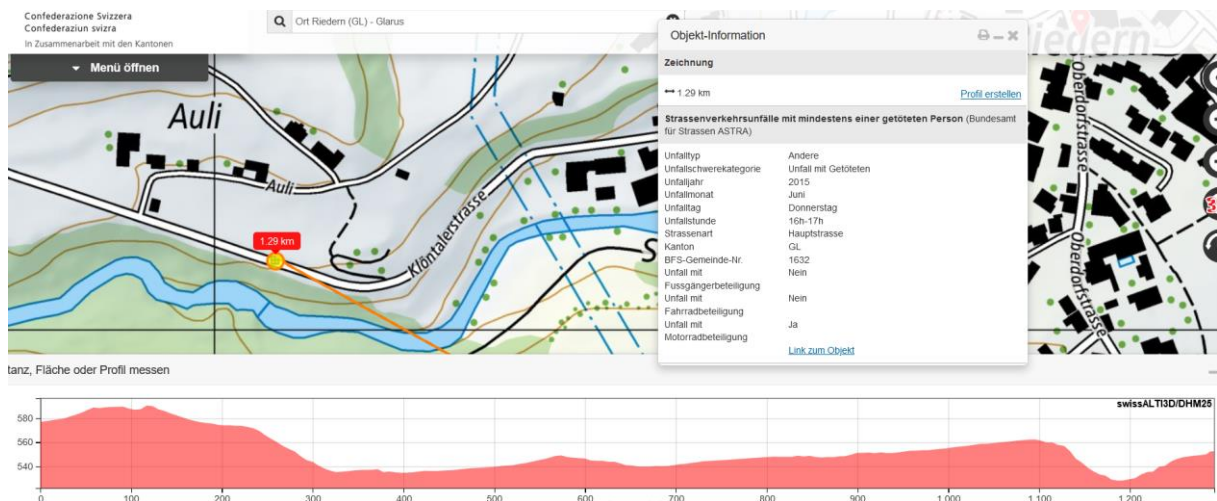 Confederazione Svizzera
Confederaziun svizra
In Zusammenarbeit mit den Kantonen
Ort Riedern (GL) - Glarus
Menü öffnen
Objekt-Information
Zeichnung
1.29 km
Profil erstellen
Strassenverkehrsunfälle mit mindestens einer getöteten Person (Bundesamt
für Strassen ASTRA)
Unfalltyp Andere
Unfallschwerekategorie Unfall mit Getöteten
Unfalljahr 2015
Unfallmonat Juni
Unfalltag Donnerstag
Unfallstunde 16h-17h
Strassenart Hauptstrasse
Kanton GL
BFS-Gemeinde-Nr. 1632
Unfall mit Nein
Fussgängerbeteiligung
Unfall mit Nein
Fahrradbeteiligung
Unfall mit Ja
Motorradbeteiligung
Link zum Objekt
Riedern
Auli
Auli
Klöntalerstrasse
1.29 km
Oberdorfstrasse
Oberdorfstrasse
S
tanz, Fläche oder Profil messen
swissALTI3D/DHM25
580
560
540
0 100 200 300 400 500 600 700 800 900 1,000 1,100 1,200